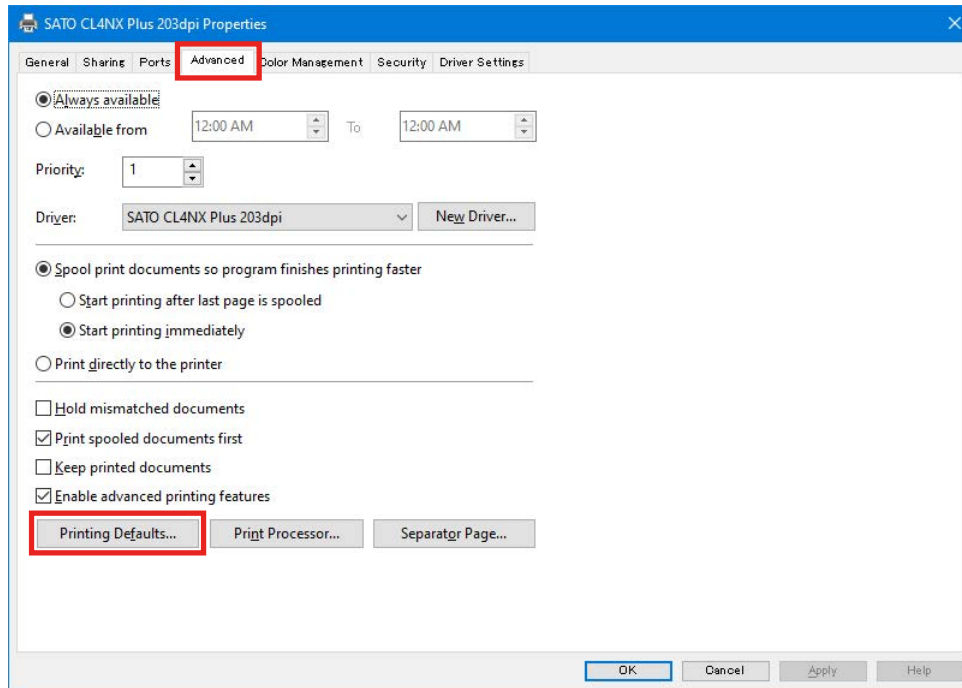 SATO CL4NX Plus 203dpi Properties
General Sharing Ports Advanced Color Management Security Driver Settings
Always available
Available from 12:00 AM To 12:00 AM
Priority: 1
Driver: SATO CL4NX Plus 203dpi New Driver...
Spool print documents so program finishes printing faster
Start printing after last page is spooled
Start printing immediately
Print directly to the printer
Hold mismatched documents
Print spooled documents first
Keep printed documents
Enable advanced printing features
Printing Defaults... Print Processor... Separator Page...
OK Cancel Apply Help